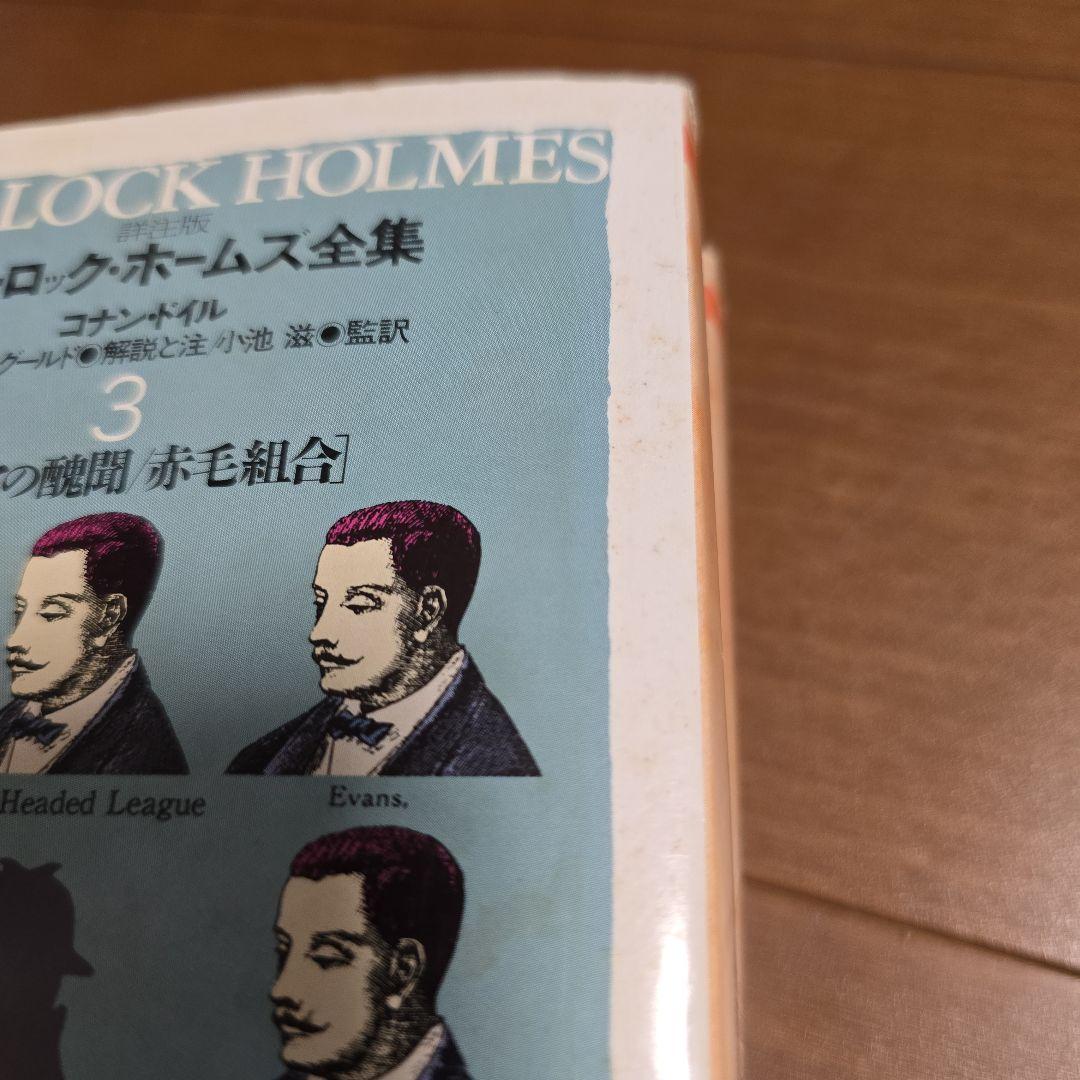 LOCK HOLMES
詳注版
ロック・ホームズ全集
コナン・ドイル
グールド●解説と注/小池 滋●監訳
3
の醜聞/赤毛組合]
Headed League
Evans.